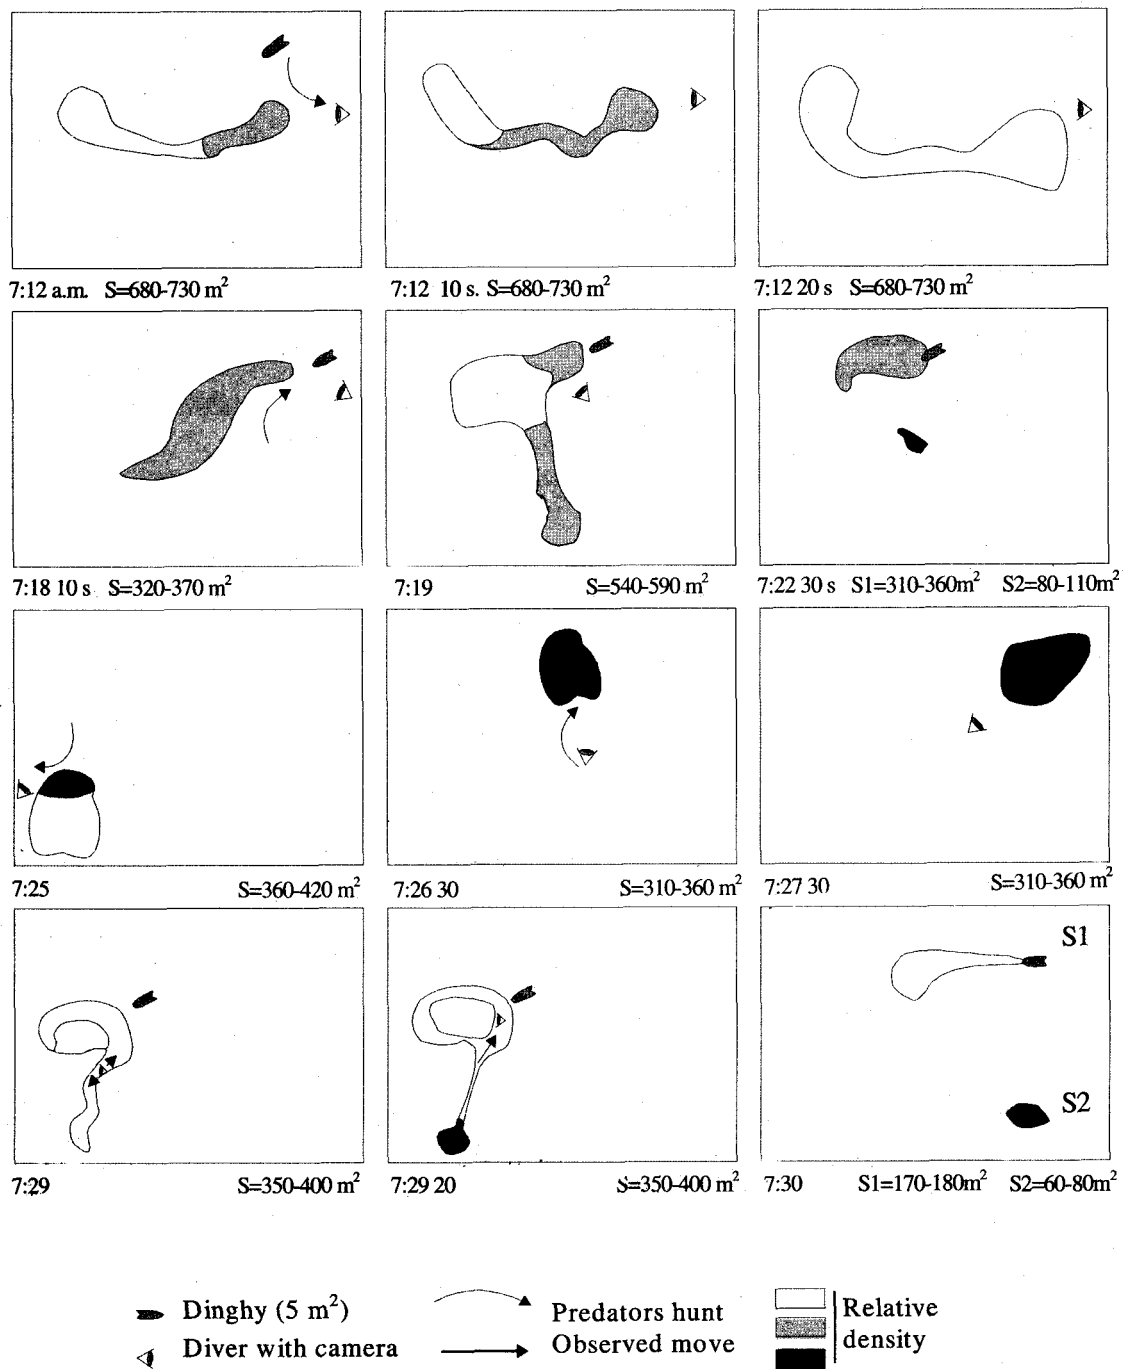 7:12 a.m. S=680-730 m²
7:12 10 s. S=680-730 m²
7:12 20 s S=680-730 m²
7:18 10 s S=320-370 m²
7:19 S=540-590 m²
7:22 30 s S1=310-360m² S2=80-110m²
7:25 S=360-420 m²
7:26 30 S=310-360 m²
7:27 30 S=310-360 m²
S1
S2
7:29 S=350-400 m²
7:29 20 S=350-400 m²
7:30 S1=170-180m² S2=60-80m²
Dinghy (5 m²)
Diver with camera
Predators hunt
Observed move
Relative
density